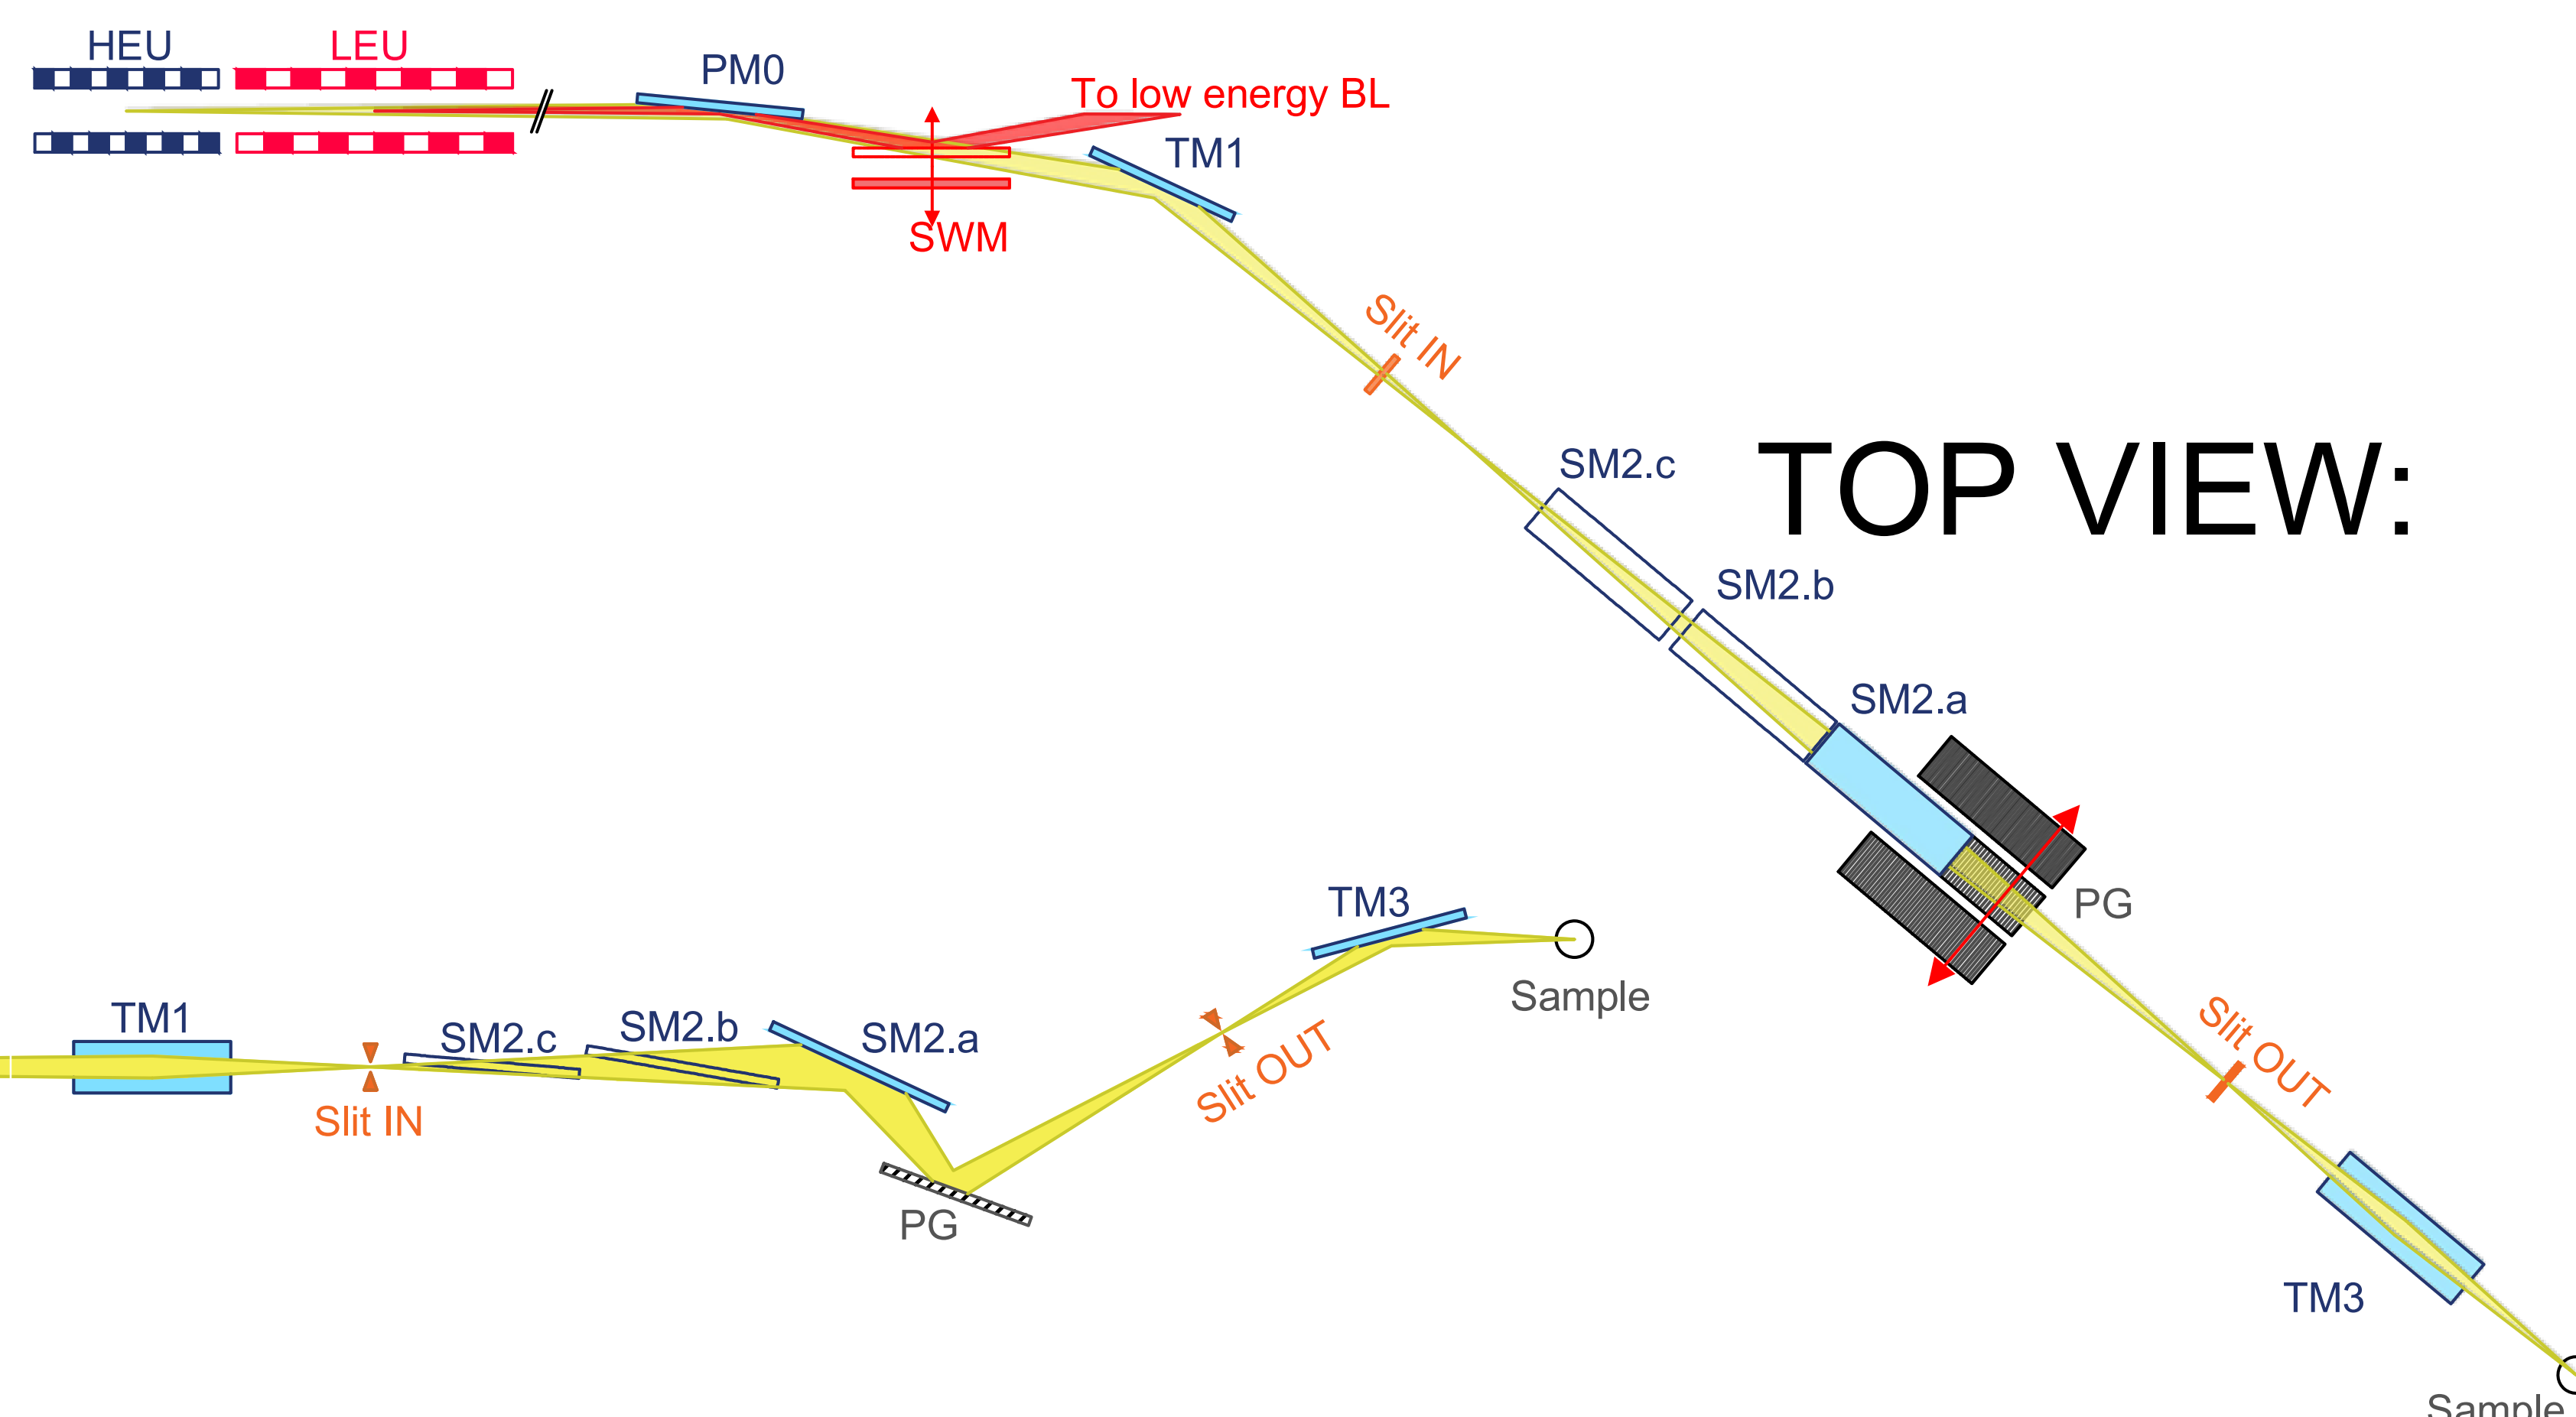 HEU
LEU
PM0
To low energy BL
TM1
SWM
Slit IN
TOP VIEW:
SM2.c
SM2.b
SM2.a
PG
Slit OUT
TM3
Sample
TM1
Slit IN
SM2.c
SM2.b
SM2.a
PG
Slit OUT
TM3
Sample